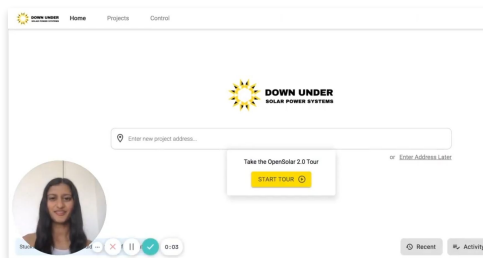 DOWN UNDER
SOLAR POWER SYSTEMS
Home
Projects
Control
DOWN UNDER
SOLAR POWER SYSTEMS
Enter new project address...
or Enter Address Later
Take the OpenSolar 2.0 Tour
START TOUR
0:03
Recent
Activity